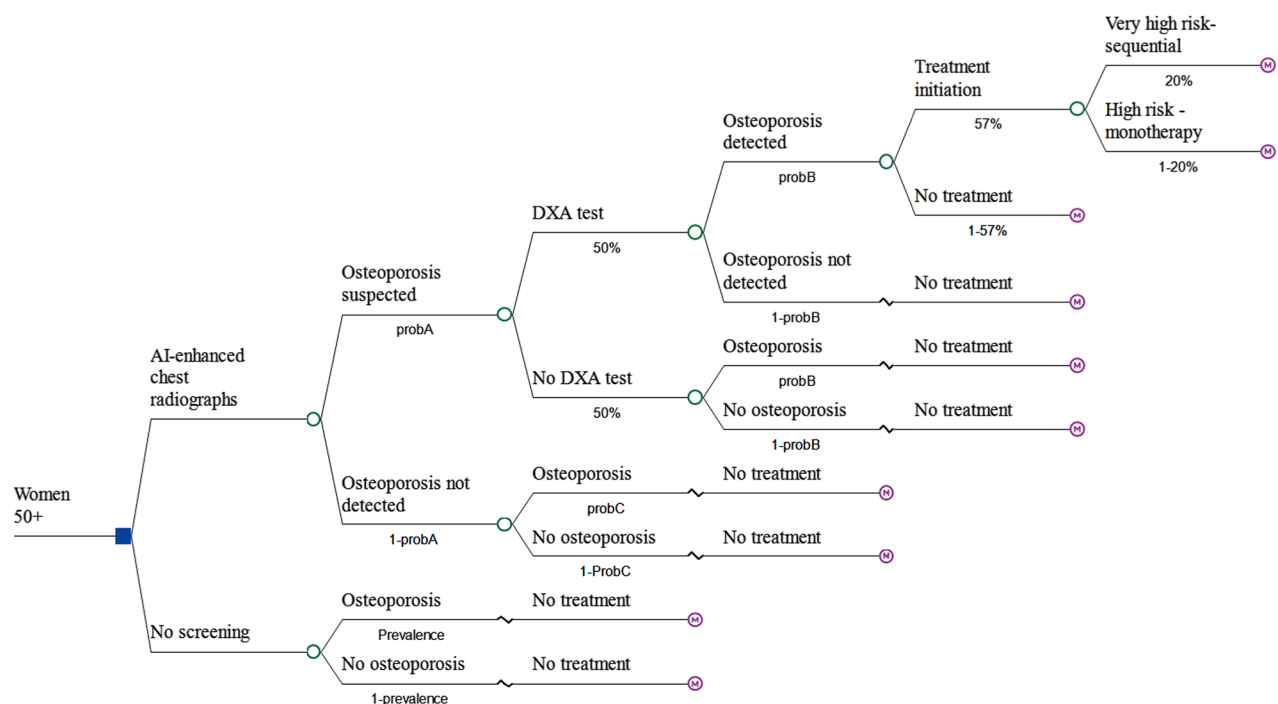 Very high risk-
sequential
20%
M
Treatment
initiation
57%
High risk -
monotherapy
1-20%
M
Osteoporosis
detected
probB
No treatment
1-57%
M
DXA test
50%
Osteoporosis not
detected
1-probB
No treatment
M
Osteoporosis
suspected
probA
Osteoporosis
probB
No treatment
M
No DXA test
50%
No osteoporosis
1-probB
No treatment
M
AI-enhanced
chest
radiographs
Osteoporosis not
detected
1-probA
Osteoporosis
probC
No treatment
M
No osteoporosis
1-ProbC
No treatment
M
Women
50+
No screening
Osteoporosis
Prevalence
No treatment
M
No osteoporosis
1-prevalence
No treatment
M